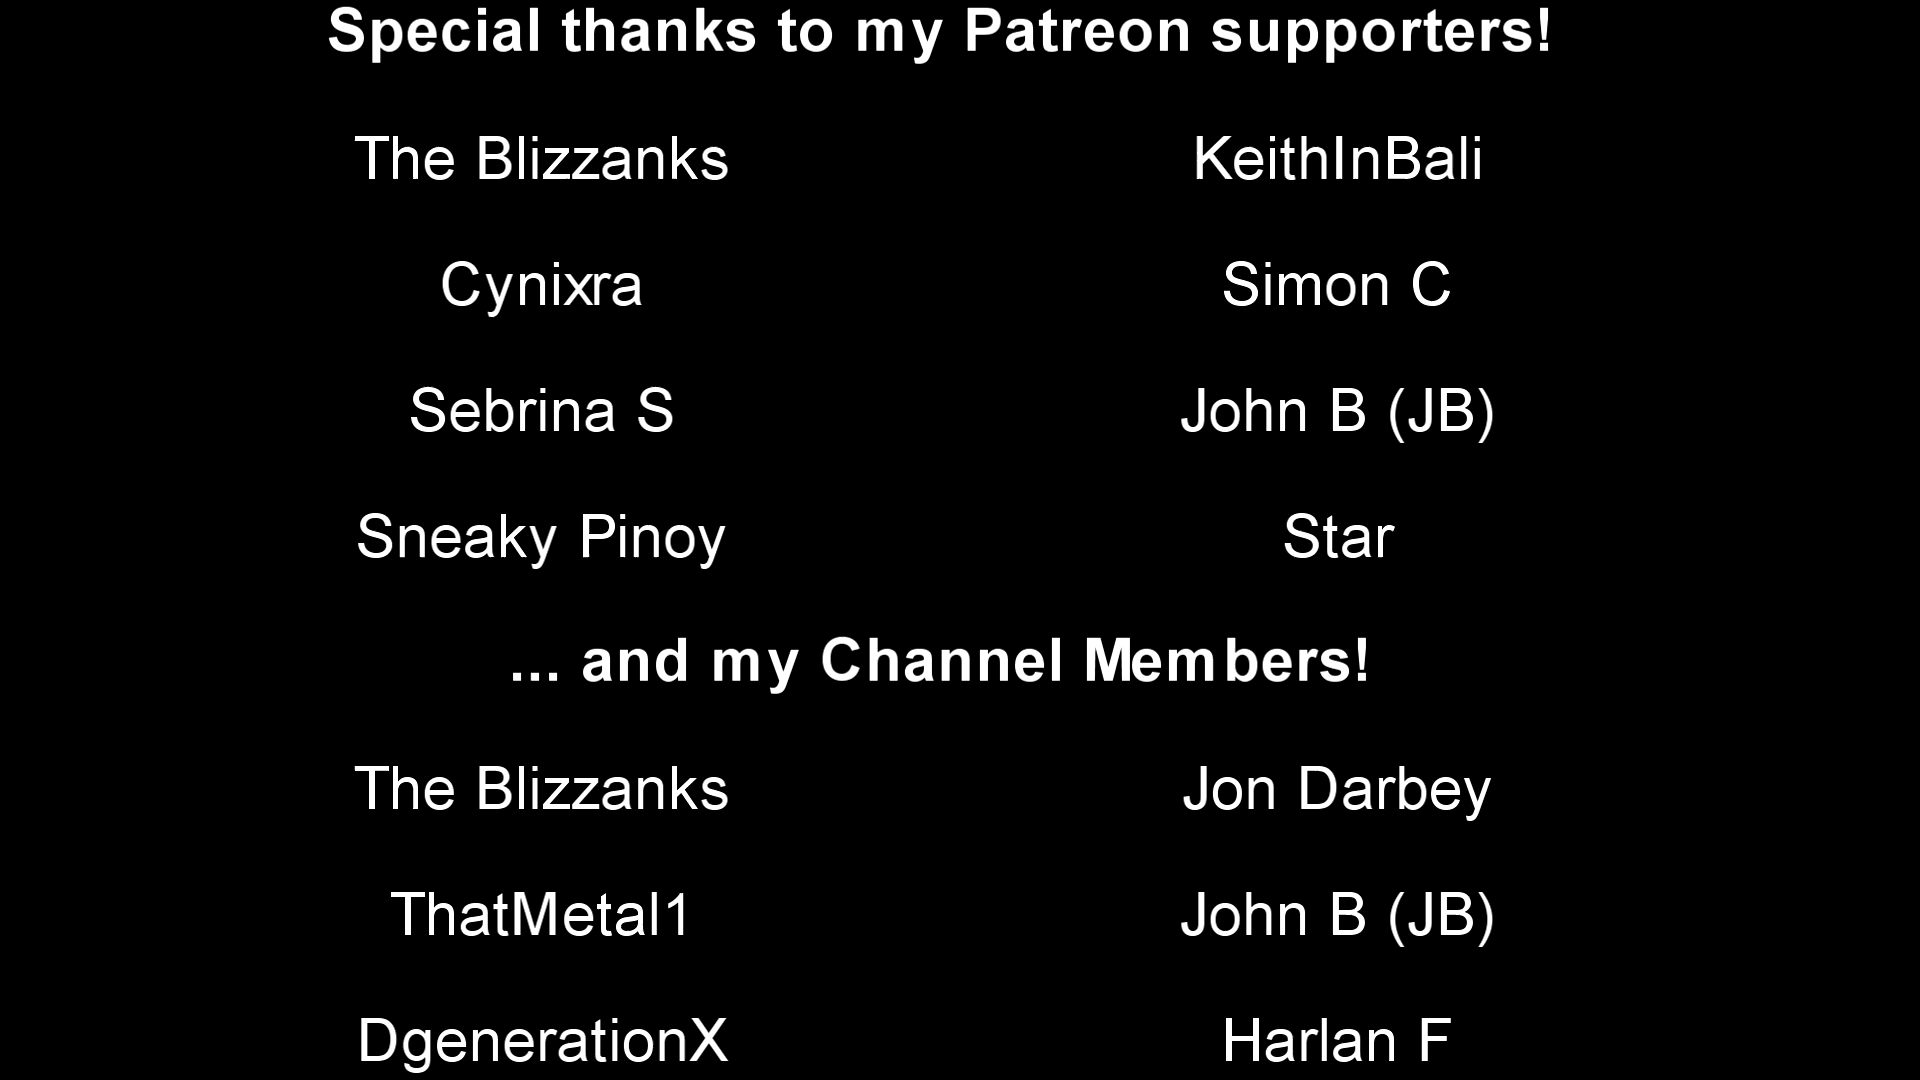 Special thanks to my Patreon supporters!
The Blizzanks KeithInBali
Cynixra Simon C
Sebrina S John B (JB)
Sneaky Pinoy Star
... and my Channel Members!
The Blizzanks Jon Darbey
ThatMetal1 John B (JB)
DgenerationX Harlan F